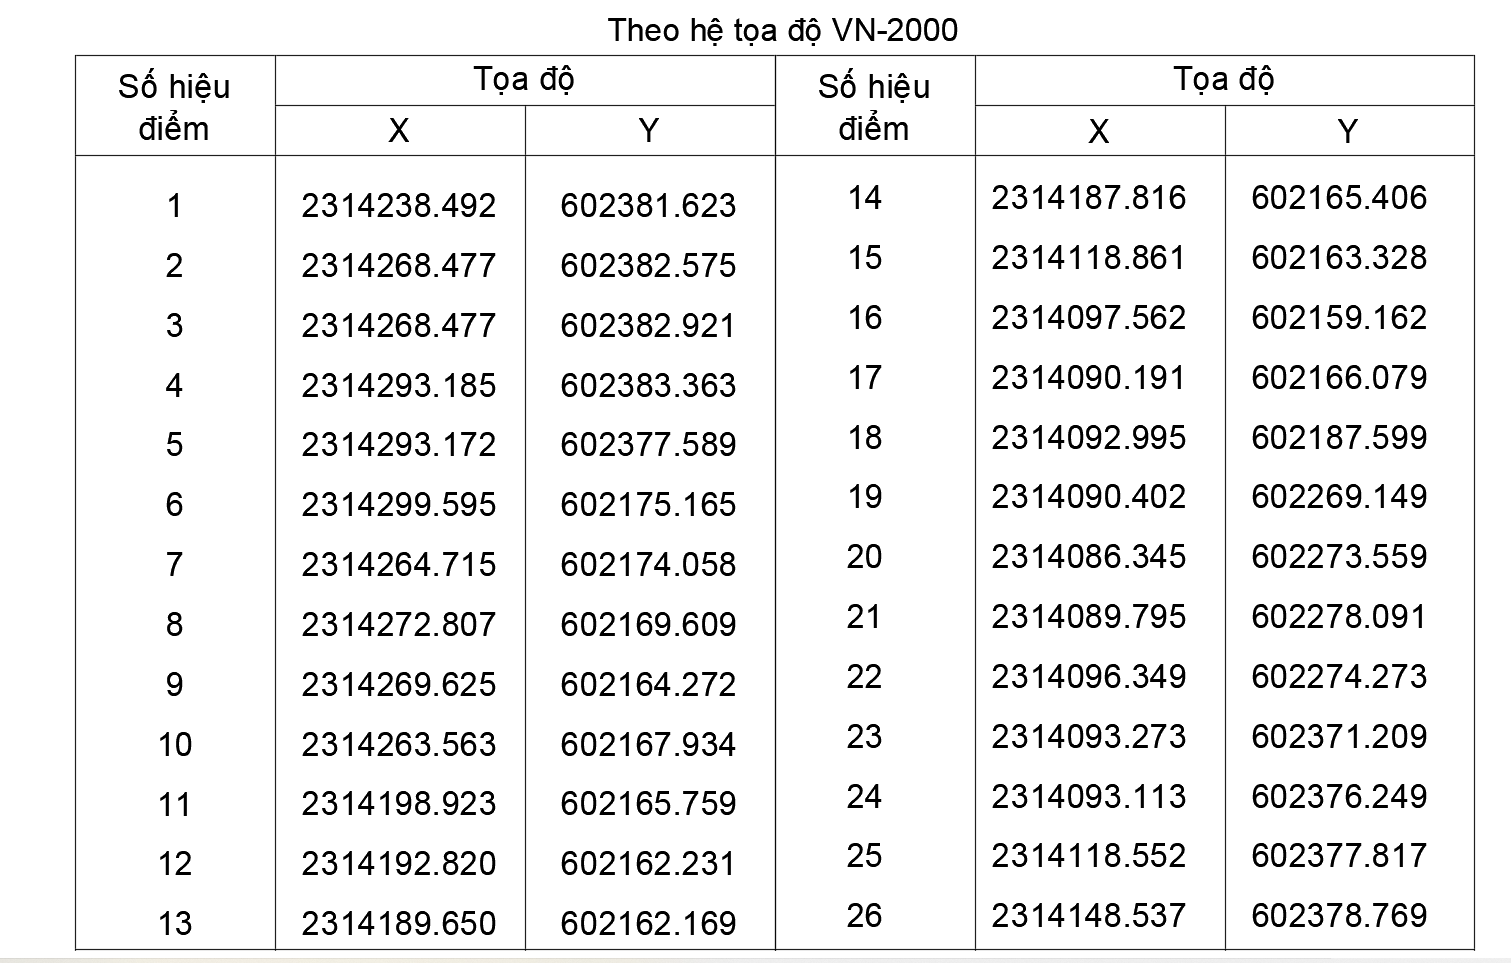 Theo hệ tọa độ VN-2000
Số hiệu điểm Tọa độ Số hiệu điểm Tọa độ
X Y X Y
1 2314238.492 602381.623 14 2314187.816 602165.406
2 2314268.477 602382.575 15 2314118.861 602163.328
3 2314268.477 602382.921 16 2314097.562 602159.162
4 2314293.185 602383.363 17 2314090.191 602166.079
5 2314293.172 602377.589 18 2314092.995 602187.599
6 2314299.595 602175.165 19 2314090.402 602269.149
7 2314264.715 602174.058 20 2314086.345 602273.559
8 2314272.807 602169.609 21 2314089.795 602278.091
9 2314269.625 602164.272 22 2314096.349 602274.273
10 2314263.563 602167.934 23 2314093.273 602371.209
11 2314198.923 602165.759 24 2314093.113 602376.249
12 2314192.820 602162.231 25 2314118.552 602377.817
13 2314189.650 602162.169 26 2314148.537 602378.769